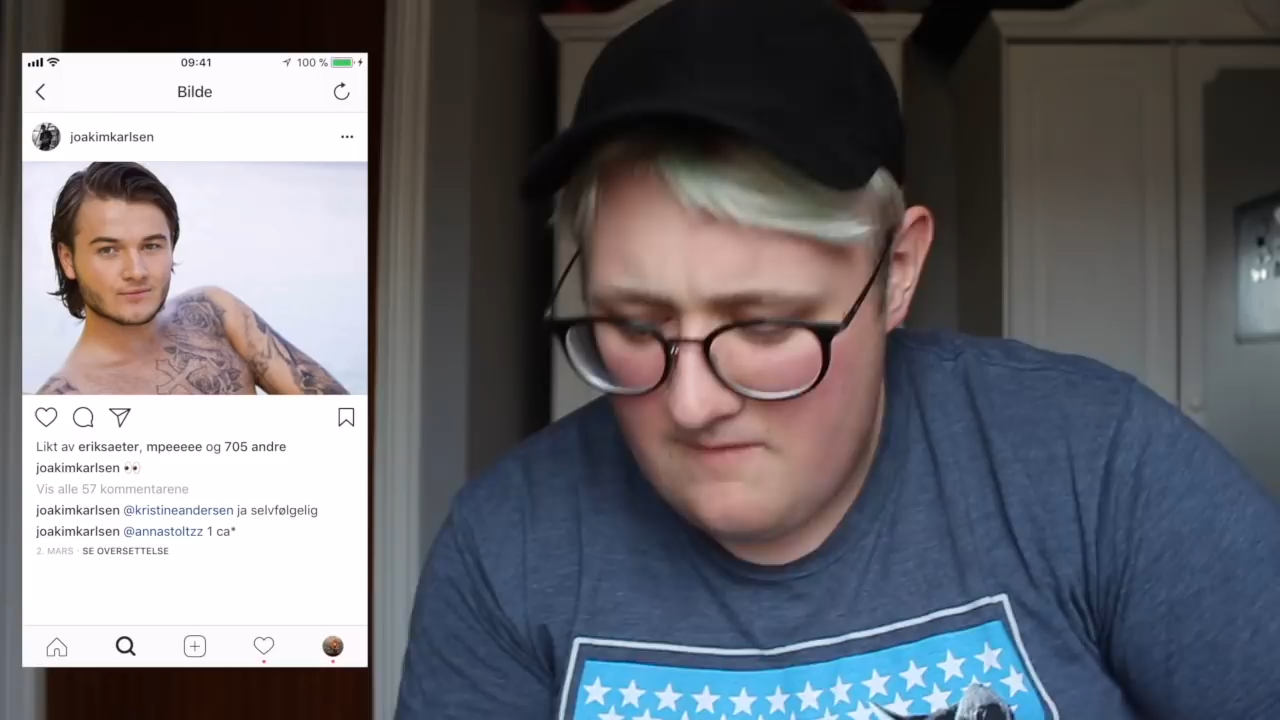 09:41
100 %
Bilde
joakimkarlsen
Likt av eriksaeter, mpeeeee og 705 andre
joakimkarlsen 👀
Vis alle 57 kommentarene
joakimkarlsen @kristineandersen ja selvfølgelig
joakimkarlsen @annastoltzz 1 ca*
2. MARS · SE OVERSETTELSE